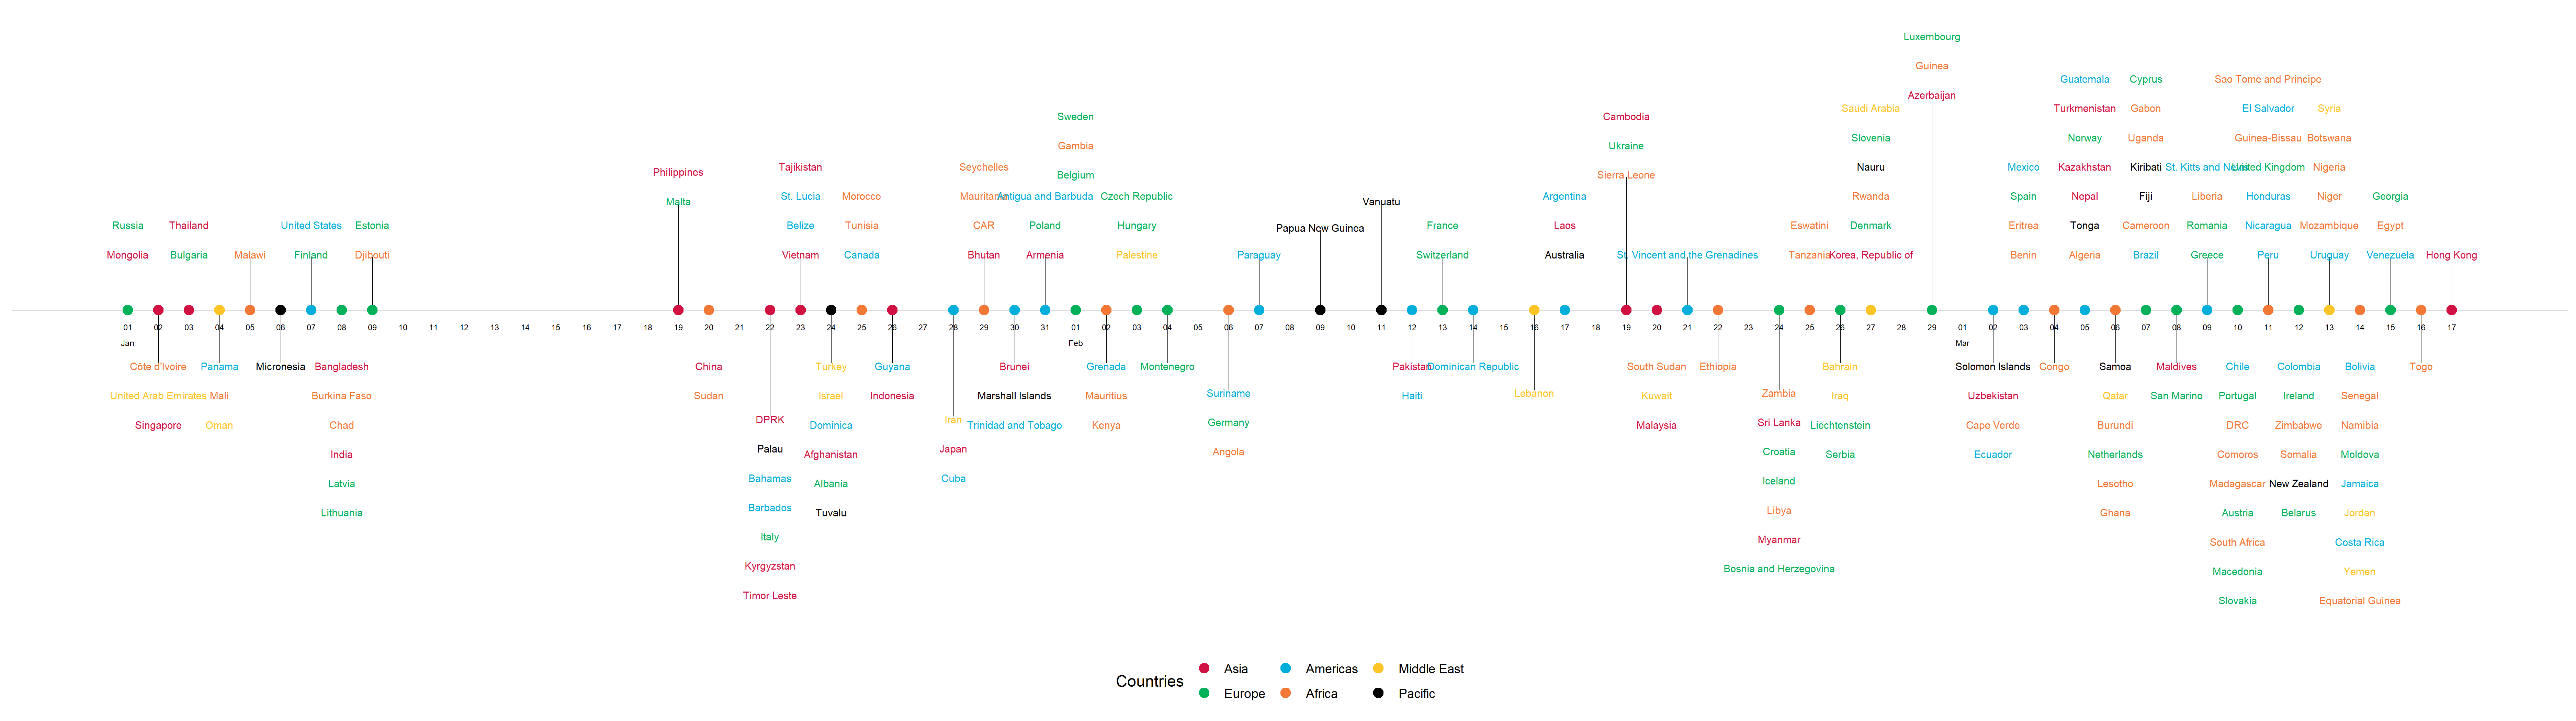 Russia
Mongolia
Thailand
Bulgaria
Malawi
United States
Finland
Estonia
Djibouti
Philippines
Malta
Tajikistan
St. Lucia
Belize
Vietnam
Morocco
Tunisia
Canada
Seychelles
Mauritania
CAR
Bhutan
Antigua and Barbuda
Poland
Armenia
Sweden
Gambia
Belgium
Czech Republic
Hungary
Palestine
Paraguay
Papua New Guinea
Vanuatu
France
Switzerland
Argentina
Laos
Australia
Cambodia
Ukraine
Sierra Leone
St. Vincent and the Grenadines
Eswatini
Tanzania
Saudi Arabia
Slovenia
Nauru
Rwanda
Denmark
Korea, Republic of
Luxembourg
Guinea
Azerbaijan
Mexico
Spain
Eritrea
Benin
Guatemala
Turkmenistan
Norway
Kazakhstan
Nepal
Tonga
Algeria
Cyprus
Gabon
Uganda
Kiribati
Fiji
Cameroon
Brazil
St. Kitts and Nevis
Liberia
Romania
Greece
Sao Tome and Principe
El Salvador
Guinea-Bissau
United Kingdom
Honduras
Nicaragua
Peru
Syria
Botswana
Nigeria
Niger
Mozambique
Uruguay
Georgia
Egypt
Venezuela
Hong Kong
01 02 03 04 05 06 07 08 09 10 11 12 13 14 15 16 17 18 19 20 21 22 23 24 25 26 27 28 29 30 31 01 02 03 04 05 06 07 08 09 10 11 12 13 14 15 16 17 18 19 20 21 22 23 24 25 26 27 28 29 01 02 03 04 05 06 07 08 09 10 11 12 13 14 15 16 17
Jan Feb Mar
Côte d'Ivoire
United Arab Emirates
Singapore
Panama
Mali
Oman
Micronesia
Bangladesh
Burkina Faso
Chad
India
Latvia
Lithuania
China
Sudan
DPRK
Palau
Bahamas
Barbados
Italy
Kyrgyzstan
Timor Leste
Turkey
Israel
Dominica
Afghanistan
Albania
Tuvalu
Guyana
Indonesia
Iran
Japan
Cuba
Brunei
Marshall Islands
Trinidad and Tobago
Grenada
Mauritius
Kenya
Montenegro
Suriname
Germany
Angola
Pakistan
Haiti
Dominican Republic
Lebanon
South Sudan
Kuwait
Malaysia
Ethiopia
Zambia
Sri Lanka
Croatia
Iceland
Libya
Myanmar
Bosnia and Herzegovina
Bahrain
Iraq
Liechtenstein
Serbia
Solomon Islands
Uzbekistan
Cape Verde
Ecuador
Congo
Samoa
Qatar
Burundi
Netherlands
Lesotho
Ghana
Maldives
San Marino
Chile
Portugal
DRC
Comoros
Madagascar
Austria
South Africa
Macedonia
Slovakia
Colombia
Ireland
Zimbabwe
Somalia
New Zealand
Belarus
Bolivia
Senegal
Namibia
Moldova
Jamaica
Jordan
Costa Rica
Yemen
Equatorial Guinea
Togo
Countries
Asia Americas Middle East
Europe Africa Pacific